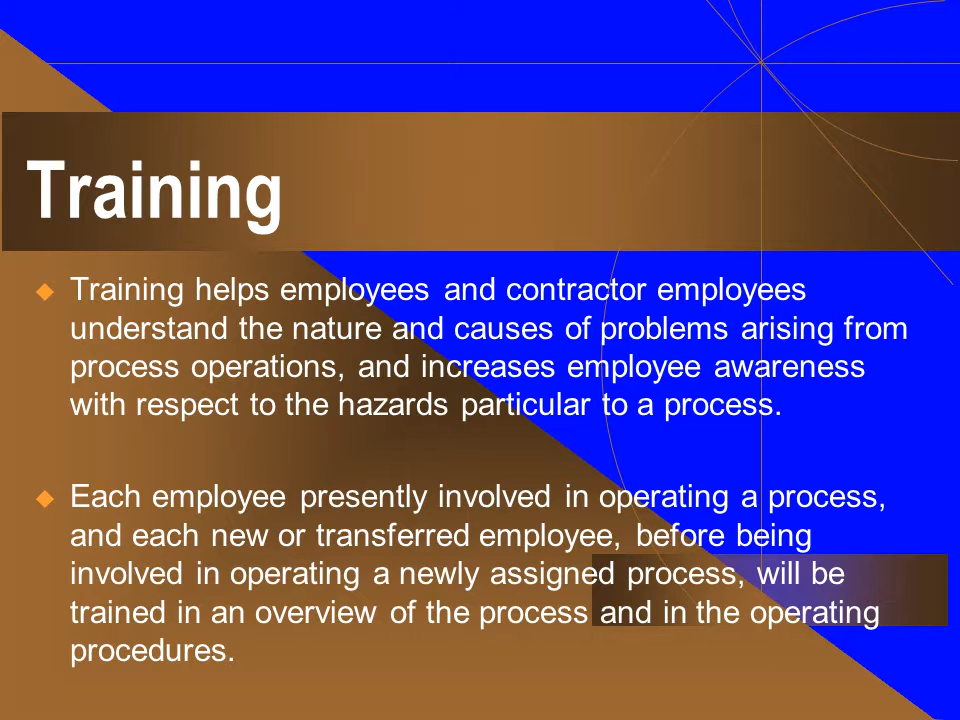 Training
Training helps employees and contractor employees
understand the nature and causes of problems arising from
process operations, and increases employee awareness
with respect to the hazards particular to a process.
Each employee presently involved in operating a process,
and each new or transferred employee, before being
involved in operating a newly assigned process, will be
trained in an overview of the process and in the operating
procedures.